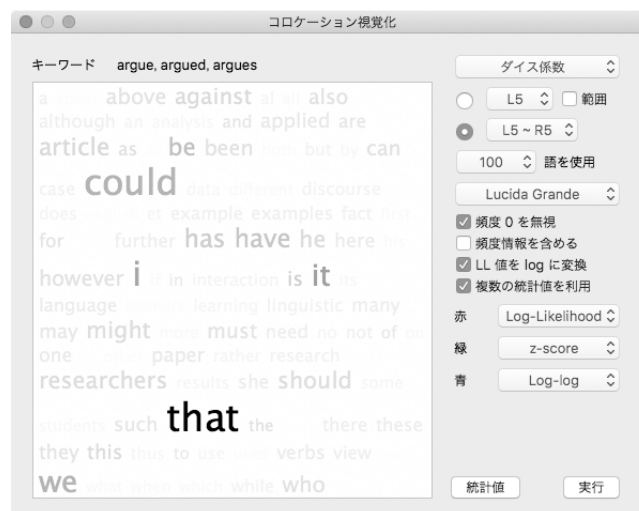 コロケーション視覚化
キーワード argue, argued, argues
a above against at all also
although an analysis and applied are
article as be been both but by can
case could data different discourse
does et example examples fact first
for further has have he here his
however i if in interaction is it its
language learning linguistic many
may might more must need no not of on
one other paper rather research
researchers results she should some
students such that the there these
they this thus to use used verbs view
we what when which while who
ダイス係数
L5 範囲
L5 ~ R5
100 語を使用
Lucida Grande
頻度 0 を無視
頻度情報を含める
LL 値を log に変換
複数の統計値を利用
赤 Log-Likelihood
緑 z-score
青 Log-log
統計値 実行